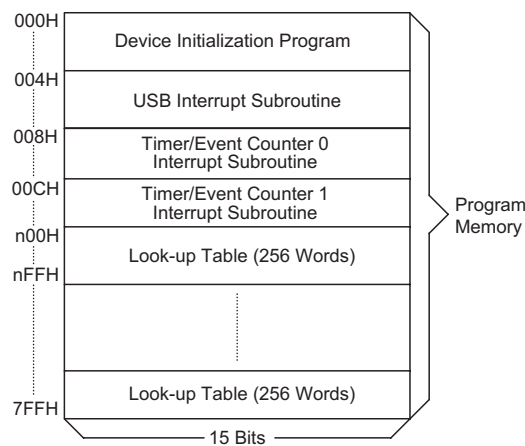 000H
Device Initialization Program
004H
USB Interrupt Subroutine
008H
Timer/Event Counter 0
Interrupt Subroutine
00CH
Timer/Event Counter 1
Interrupt Subroutine
n00H
Look-up Table (256 Words)
nFFH
Program
Memory
Look-up Table (256 Words)
7FFH
15 Bits